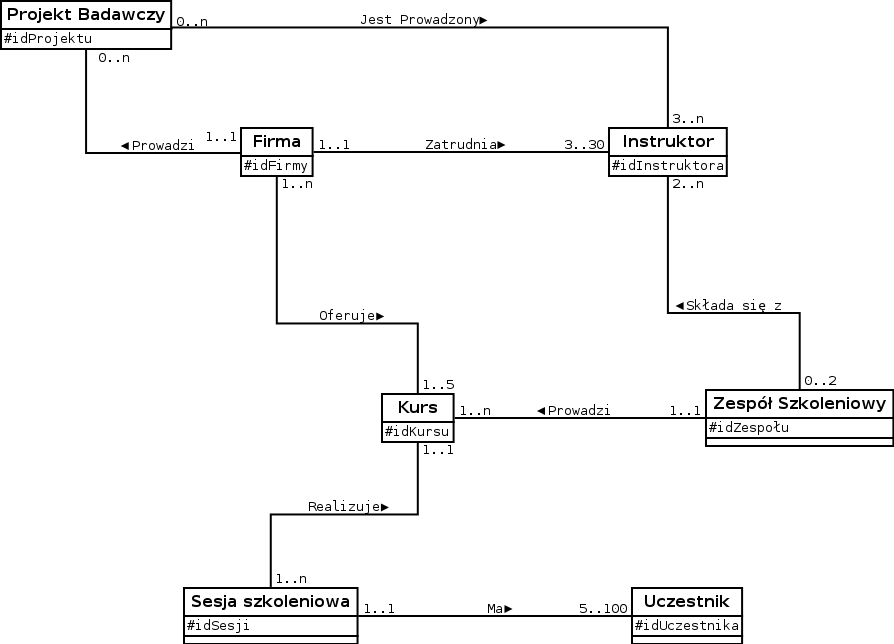 Projekt Badawczy
#idProjektu
0..n
Jest Prowadzony►
0..n
3..n
◄Prowadzi
1..1
Firma
#idFirmy
1..1
Zatrudnia►
3..30
Instruktor
#idInstruktora
1..n
2..n
Oferuje►
◄Składa się z
1..5
0..2
Kurs
#idKursu
1..n
◄Prowadzi
1..1
Zespół Szkoleniowy
#idZespołu
1..1
Realizuje►
1..n
Sesja szkoleniowa
#idSesji
1..1
Ma►
5..100
Uczestnik
#idUczestnika